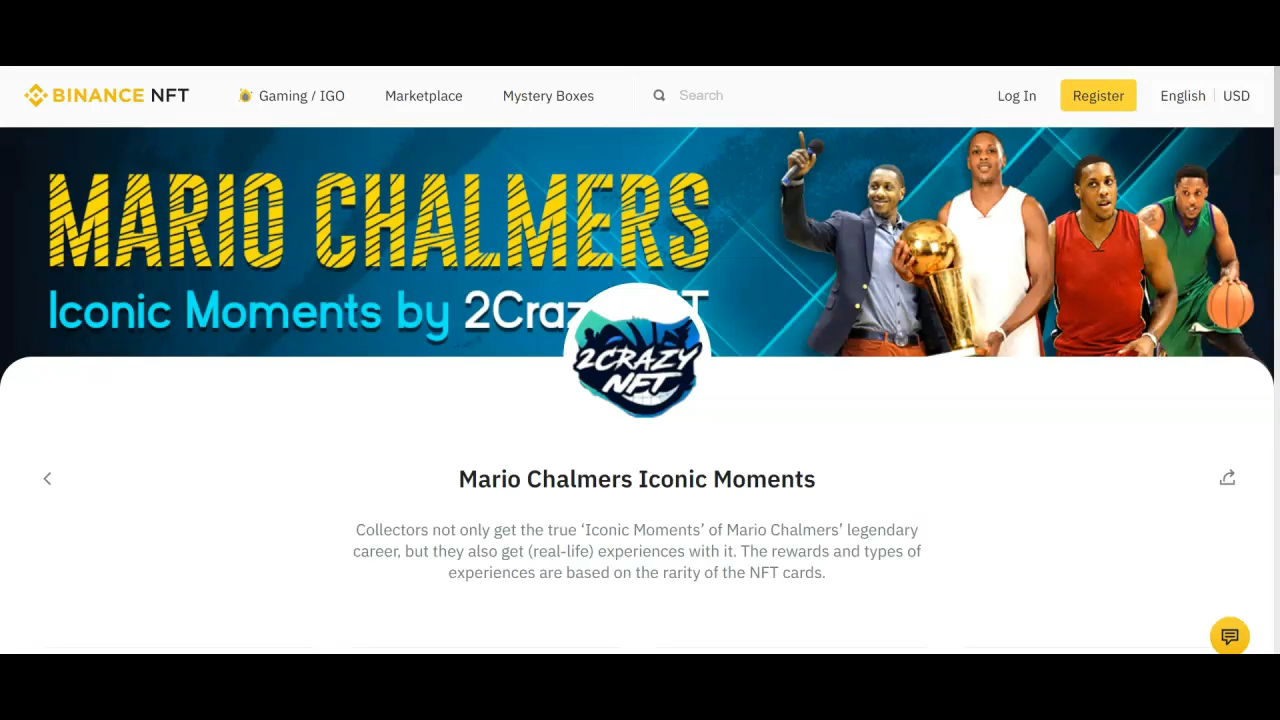 BINANCE NFT
Gaming / IGO
Marketplace
Mystery Boxes
Search
Log In
Register
English
USD
MARIO CHALMERS
Iconic Moments by 2Craz
2CRAZY
NFT
Mario Chalmers Iconic Moments
Collectors not only get the true ‘Iconic Moments’ of Mario Chalmers’ legendary
career, but they also get (real-life) experiences with it. The rewards and types of
experiences are based on the rarity of the NFT cards.